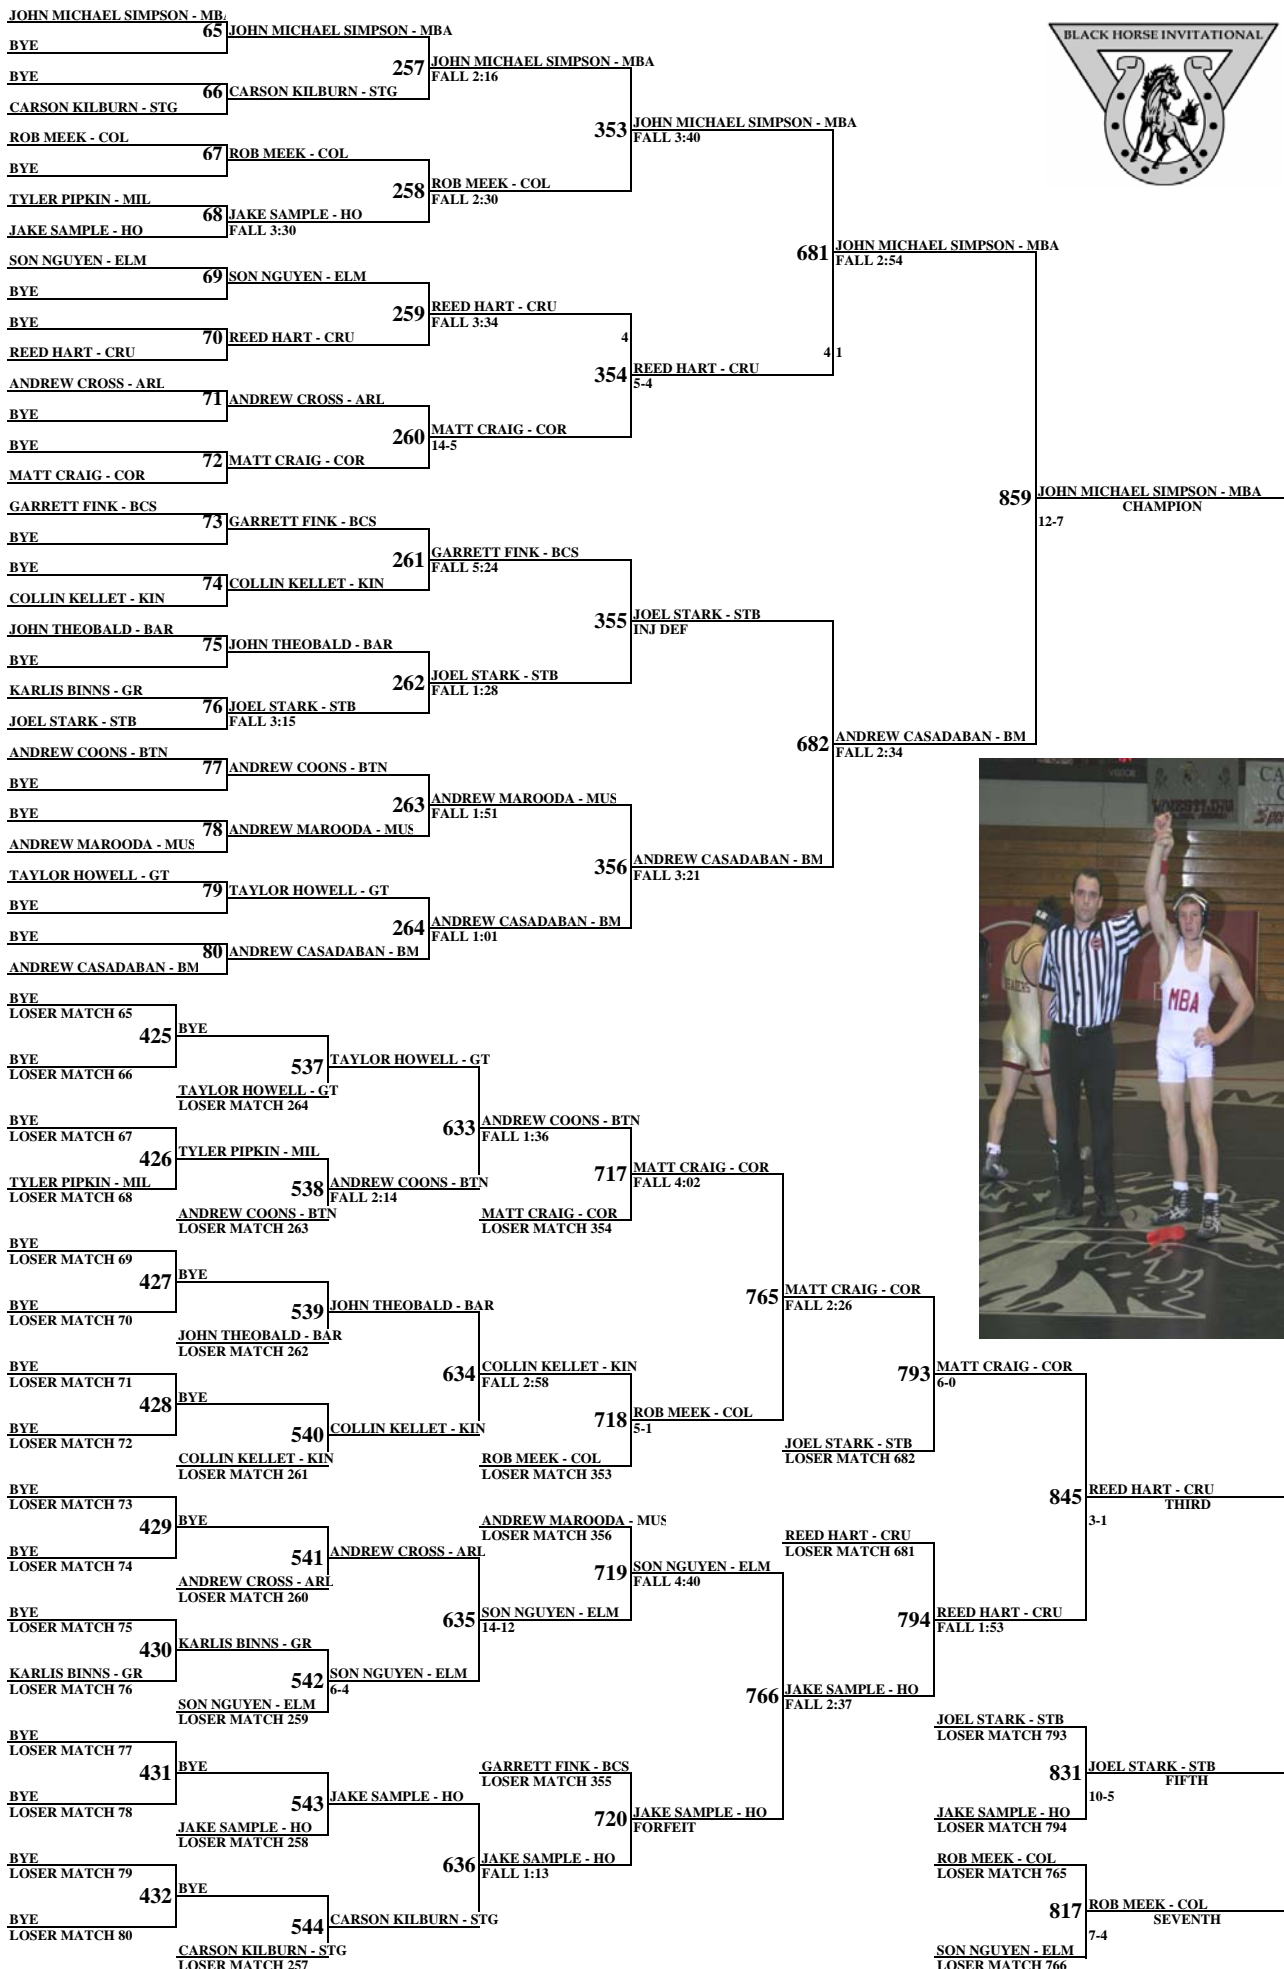 BLACK HORSE INVITATIONAL
JOHN MICHAEL SIMPSON - MBA
65
BYE
JOHN MICHAEL SIMPSON - MBA
BYE
66
CARSON KILBURN - STG
CARSON KILBURN - STG
257
JOHN MICHAEL SIMPSON - MBA
FALL 2:16
ROB MEEK - COL
67
BYE
ROB MEEK - COL
TYLER PIPKIN - MIL
68
JAKE SAMPLE - HO
JAKE SAMPLE - HO
FALL 3:30
258
ROB MEEK - COL
FALL 2:30
353
JOHN MICHAEL SIMPSON - MBA
FALL 3:40
SON NGUYEN - ELM
69
BYE
SON NGUYEN - ELM
BYE
70
REED HART - CRU
REED HART - CRU
259
REED HART - CRU
FALL 3:34
ANDREW CROSS - ARL
71
BYE
ANDREW CROSS - ARL
BYE
72
MATT CRAIG - COR
MATT CRAIG - COR
260
MATT CRAIG - COR
14-5
4
354
REED HART - CRU
5-4
4 1
681
JOHN MICHAEL SIMPSON - MBA
FALL 2:54
GARRETT FINK - BCS
73
BYE
GARRETT FINK - BCS
BYE
74
COLLIN KELLET - KIN
COLLIN KELLET - KIN
261
GARRETT FINK - BCS
FALL 5:24
JOHN THEOBALD - BAR
75
BYE
JOHN THEOBALD - BAR
KARLIS BINNS - GR
76
JOEL STARK - STB
JOEL STARK - STB
FALL 3:15
262
JOEL STARK - STB
FALL 1:28
355
JOEL STARK - STB
INJ DEF
ANDREW COONS - BTN
77
BYE
ANDREW COONS - BTN
BYE
78
ANDREW MAROODA - MUS
ANDREW MAROODA - MUS
263
ANDREW MAROODA - MUS
FALL 1:51
TAYLOR HOWELL - GT
79
BYE
TAYLOR HOWELL - GT
BYE
80
ANDREW CASADABAN - BM
ANDREW CASADABAN - BM
264
ANDREW CASADABAN - BM
FALL 1:01
356
ANDREW CASADABAN - BM
FALL 3:21
682
ANDREW CASADABAN - BM
FALL 2:34
859
JOHN MICHAEL SIMPSON - MBA
CHAMPION
12-7
WRESTLING
MBA
BYE
LOSER MATCH 65
425
BYE
LOSER MATCH 66
BYE
537
TAYLOR HOWELL - GT
LOSER MATCH 264
TAYLOR HOWELL - GT
BYE
LOSER MATCH 67
426
TYLER PIPKIN - MIL
LOSER MATCH 68
TYLER PIPKIN - MIL
538
ANDREW COONS - BTN
LOSER MATCH 263
ANDREW COONS - BTN
FALL 2:14
633
ANDREW COONS - BTN
FALL 1:36
717
MATT CRAIG - COR
LOSER MATCH 354
MATT CRAIG - COR
FALL 4:02
BYE
LOSER MATCH 69
427
BYE
LOSER MATCH 70
BYE
539
JOHN THEOBALD - BAR
LOSER MATCH 262
JOHN THEOBALD - BAR
BYE
LOSER MATCH 71
428
BYE
LOSER MATCH 72
BYE
540
COLLIN KELLET - KIN
LOSER MATCH 261
COLLIN KELLET - KIN
634
COLLIN KELLET - KIN
FALL 2:58
718
ROB MEEK - COL
LOSER MATCH 353
ROB MEEK - COL
5-1
765
MATT CRAIG - COR
FALL 2:26
793
JOEL STARK - STB
LOSER MATCH 682
MATT CRAIG - COR
6-0
BYE
LOSER MATCH 73
429
BYE
LOSER MATCH 74
BYE
541
ANDREW CROSS - ARL
LOSER MATCH 260
ANDREW CROSS - ARL
BYE
LOSER MATCH 75
430
KARLIS BINNS - GR
LOSER MATCH 76
KARLIS BINNS - GR
542
SON NGUYEN - ELM
LOSER MATCH 259
SON NGUYEN - ELM
6-4
635
SON NGUYEN - ELM
14-12
ANDREW MAROODA - MUS
LOSER MATCH 356
719
SON NGUYEN - ELM
FALL 4:40
BYE
LOSER MATCH 77
431
BYE
LOSER MATCH 78
BYE
543
JAKE SAMPLE - HO
LOSER MATCH 258
JAKE SAMPLE - HO
BYE
LOSER MATCH 79
432
BYE
LOSER MATCH 80
BYE
544
CARSON KILBURN - STG
LOSER MATCH 257
CARSON KILBURN - STG
636
JAKE SAMPLE - HO
FALL 1:13
GARRETT FINK - BCS
LOSER MATCH 355
720
JAKE SAMPLE - HO
FORFEIT
766
JAKE SAMPLE - HO
FALL 2:37
REED HART - CRU
LOSER MATCH 681
794
REED HART - CRU
FALL 1:53
845
REED HART - CRU
THIRD
3-1
JOEL STARK - STB
LOSER MATCH 793
831
JAKE SAMPLE - HO
LOSER MATCH 794
JOEL STARK - STB
FIFTH
10-5
ROB MEEK - COL
LOSER MATCH 765
817
SON NGUYEN - ELM
LOSER MATCH 766
ROB MEEK - COL
SEVENTH
7-4